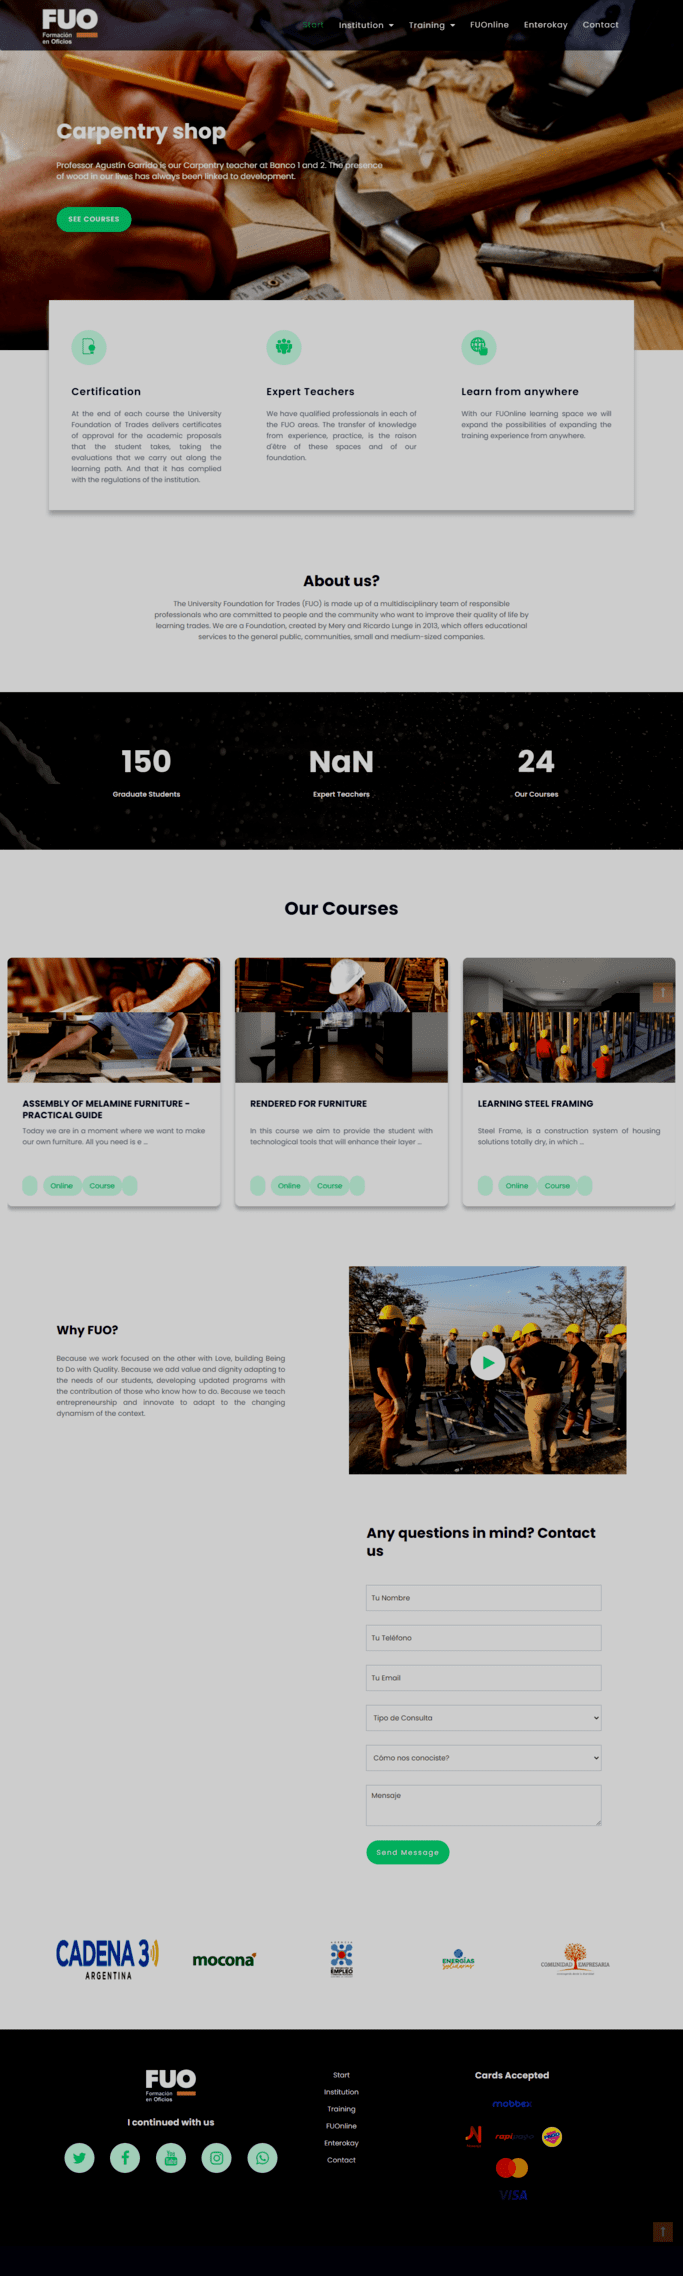 FUO
Formación
en Oficios
Start
Institution
Training
FUOnline
Enterokay
Contact
Carpentry shop
Professor Agustín Garrido is our Carpentry teacher at Banco 1 and 2. The presence
of wood in our lives has always been linked to development.
SEE COURSES
Certification
At the end of each course the University
Foundation of Trades delivers certificates
of approval for the academic proposals
that the student takes, taking the
evaluations that we carry out along the
learning path. And that it has complied
with the regulations of the institution.
Expert Teachers
We have qualified professionals in each of
the FUO areas. The transfer of knowledge
from experience, practice, is the raison
d'être of these spaces and of our
foundation.
Learn from anywhere
With our FUOnline learning space we will
expand the possibilities of expanding the
training experience from anywhere.
About us?
The University Foundation for Trades (FUO) is made up of a multidisciplinary team of responsible
professionals who are committed to people and the community who want to improve their quality of life by
learning trades. We are a Foundation, created by Mery and Ricardo Lunge in 2013, which offers educational
services to the general public, communities, small and medium-sized companies.
150
Graduate Students
NaN
Expert Teachers
24
Our Courses
Our Courses
ASSEMBLY OF MELAMINE FURNITURE -
PRACTICAL GUIDE
Today we are in a moment where we want to make
our own furniture. All you need is e ...
Online
Course
RENDERED FOR FURNITURE
In this course we aim to provide the student with
technological tools that will enhance their layer ...
Online
Course
LEARNING STEEL FRAMING
Steel Frame, is a construction system of housing
solutions totally dry, in which ...
Online
Course
Why FUO?
Because we work focused on the other with Love, building Being
to Do with Quality. Because we add value and dignity adapting to
the needs of our students, developing updated programs with
the contribution of those who know how to do. Because we teach
entrepreneurship and innovate to adapt to the changing
dynamism of the context.
Any questions in mind? Contact
us
Tu Nombre
Tu Teléfono
Tu Email
Tipo de Consulta
Cómo nos conociste?
Mensaje
Send Message
CADENA 3
ARGENTINA
mocona
EMPLEO
ENERGÍAS
Solidarias
COMUNIDAD EMPRESARIA
FUO
Formación
en Oficios
I continued with us
Start
Institution
Training
FUOnline
Enterokay
Contact
Cards Accepted
mobbex
rapipago
VISA